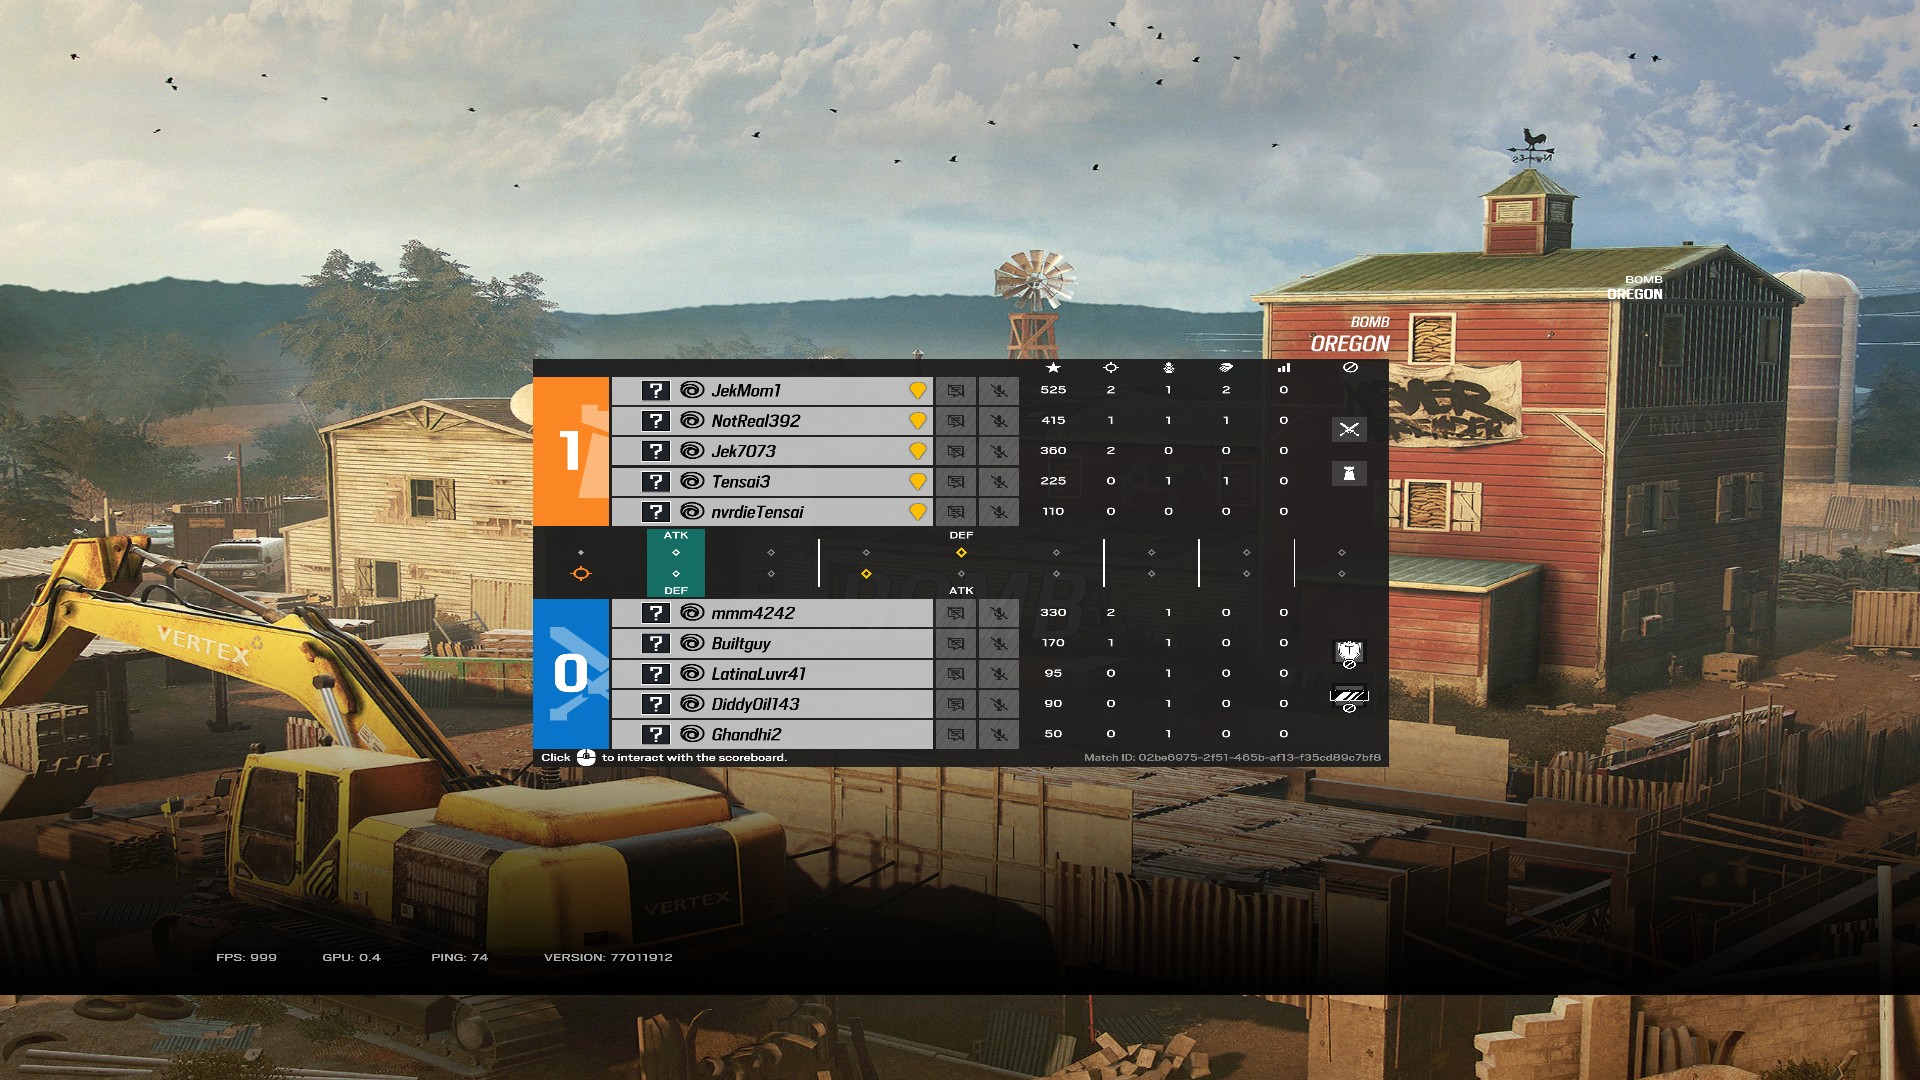 BOMB
OREGON
BOMB
OREGON
FARM SUPPLY
1
? JekMom1 525 2 1 2 0
? NotReal392 415 1 1 1 0
? Jek7073 360 2 0 0 0
? Tensai3 225 0 1 1 0
? nvrdieTensai 110 0 0 0 0
ATK DEF
DEF ATK
BOMB
0
? mmm4242 330 2 1 0 0
? Builtguy 170 1 1 0 0
? LatinaLuvr41 95 0 1 0 0
? DiddyOil143 90 0 1 0 0
? Ghandhi2 50 0 1 0 0
Click to interact with the scoreboard. Match ID: 02be6975-2f51-465b-af13-f35cd89c7bf8
VERTEX
VERTEX
FPS: 999 GPU: 0.4 PING: 74 VERSION: 77011912